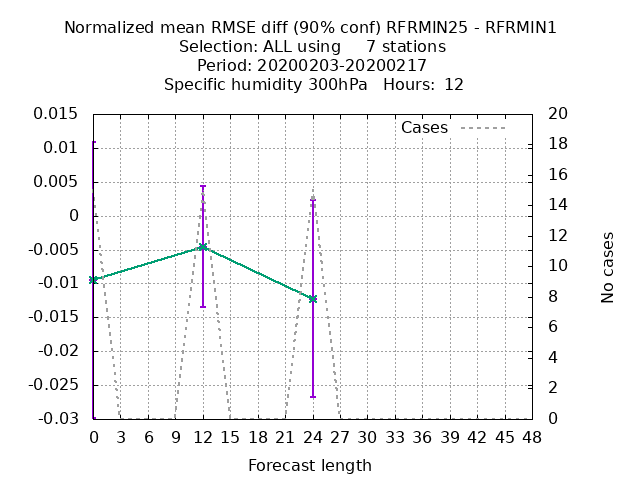 Normalized mean RMSE diff (90% conf) RFRMIN25 - RFRMIN1
Selection: ALL using     7 stations
Period: 20200203-20200217
Specific humidity 300hPa   Hours:  12
Cases
0.015
0.01
0.005
0
-0.005
-0.01
-0.015
-0.02
-0.025
-0.03
20
18
16
14
12
10
8
6
4
2
0
No cases
0 3 6 9 12 15 18 21 24 27 30 33 36 39 42 45 48
Forecast length